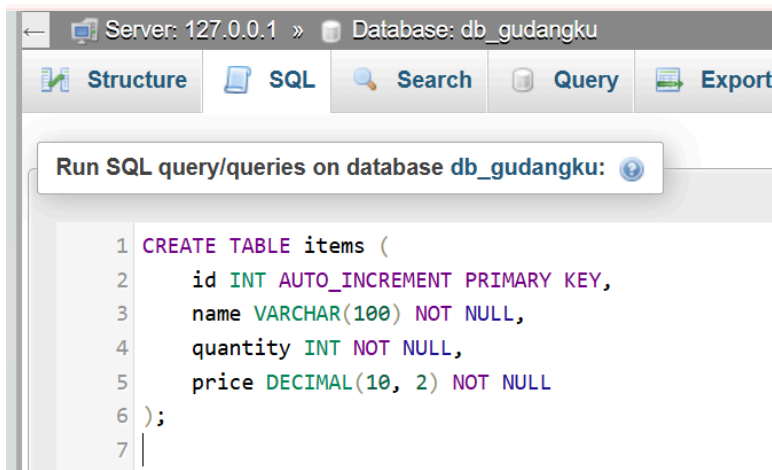 ← Server: 127.0.0.1 » Database: db_gudangku
Structure SQL Search Query Export
Run SQL query/queries on database db_gudangku:
1 CREATE TABLE items (
2 id INT AUTO_INCREMENT PRIMARY KEY,
3 name VARCHAR(100) NOT NULL,
4 quantity INT NOT NULL,
5 price DECIMAL(10, 2) NOT NULL
6 );
7